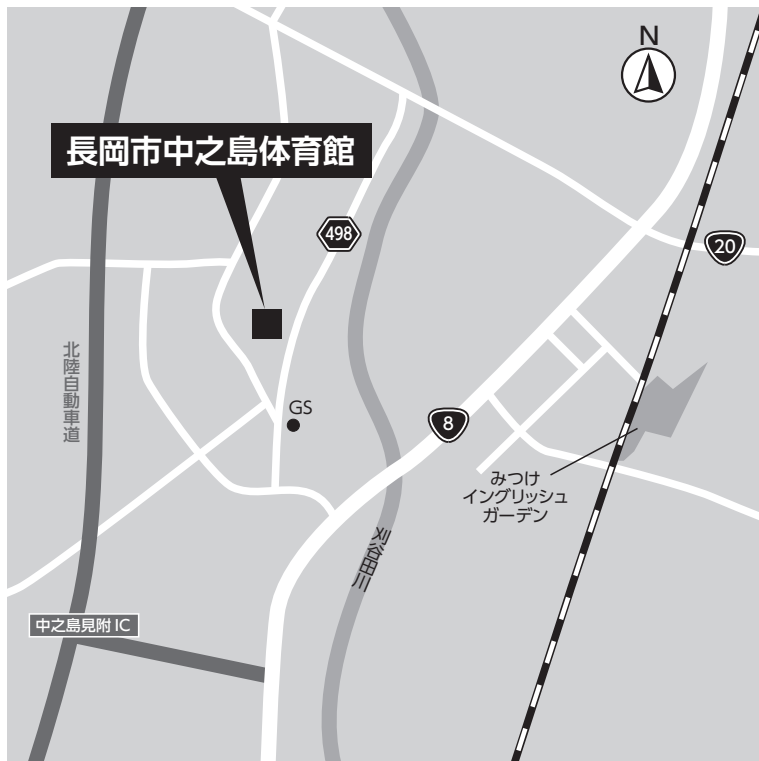 N
長岡市中之島体育館
498
20
北陸自動車道
GS
8
みつけ
イングリッシュ
ガーデン
刈谷田川
中之島見附 IC